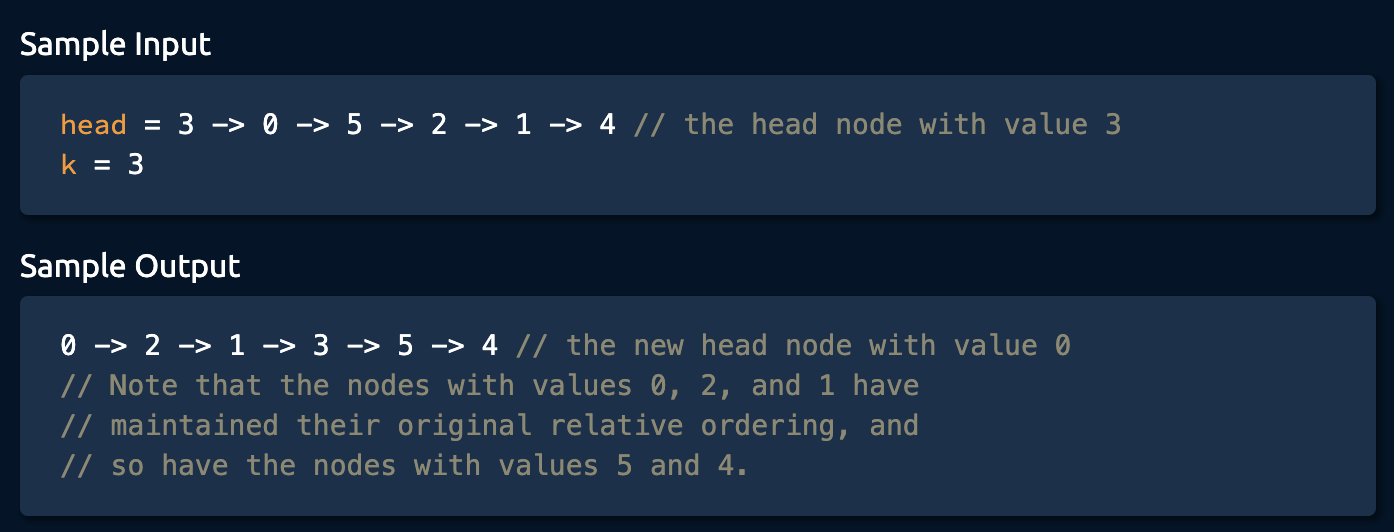 Sample Input
head = 3 -> 0 -> 5 -> 2 -> 1 -> 4 // the head node with value 3
k = 3
Sample Output
0 -> 2 -> 1 -> 3 -> 5 -> 4 // the new head node with value 0
// Note that the nodes with values 0, 2, and 1 have
// maintained their original relative ordering, and
// so have the nodes with values 5 and 4.